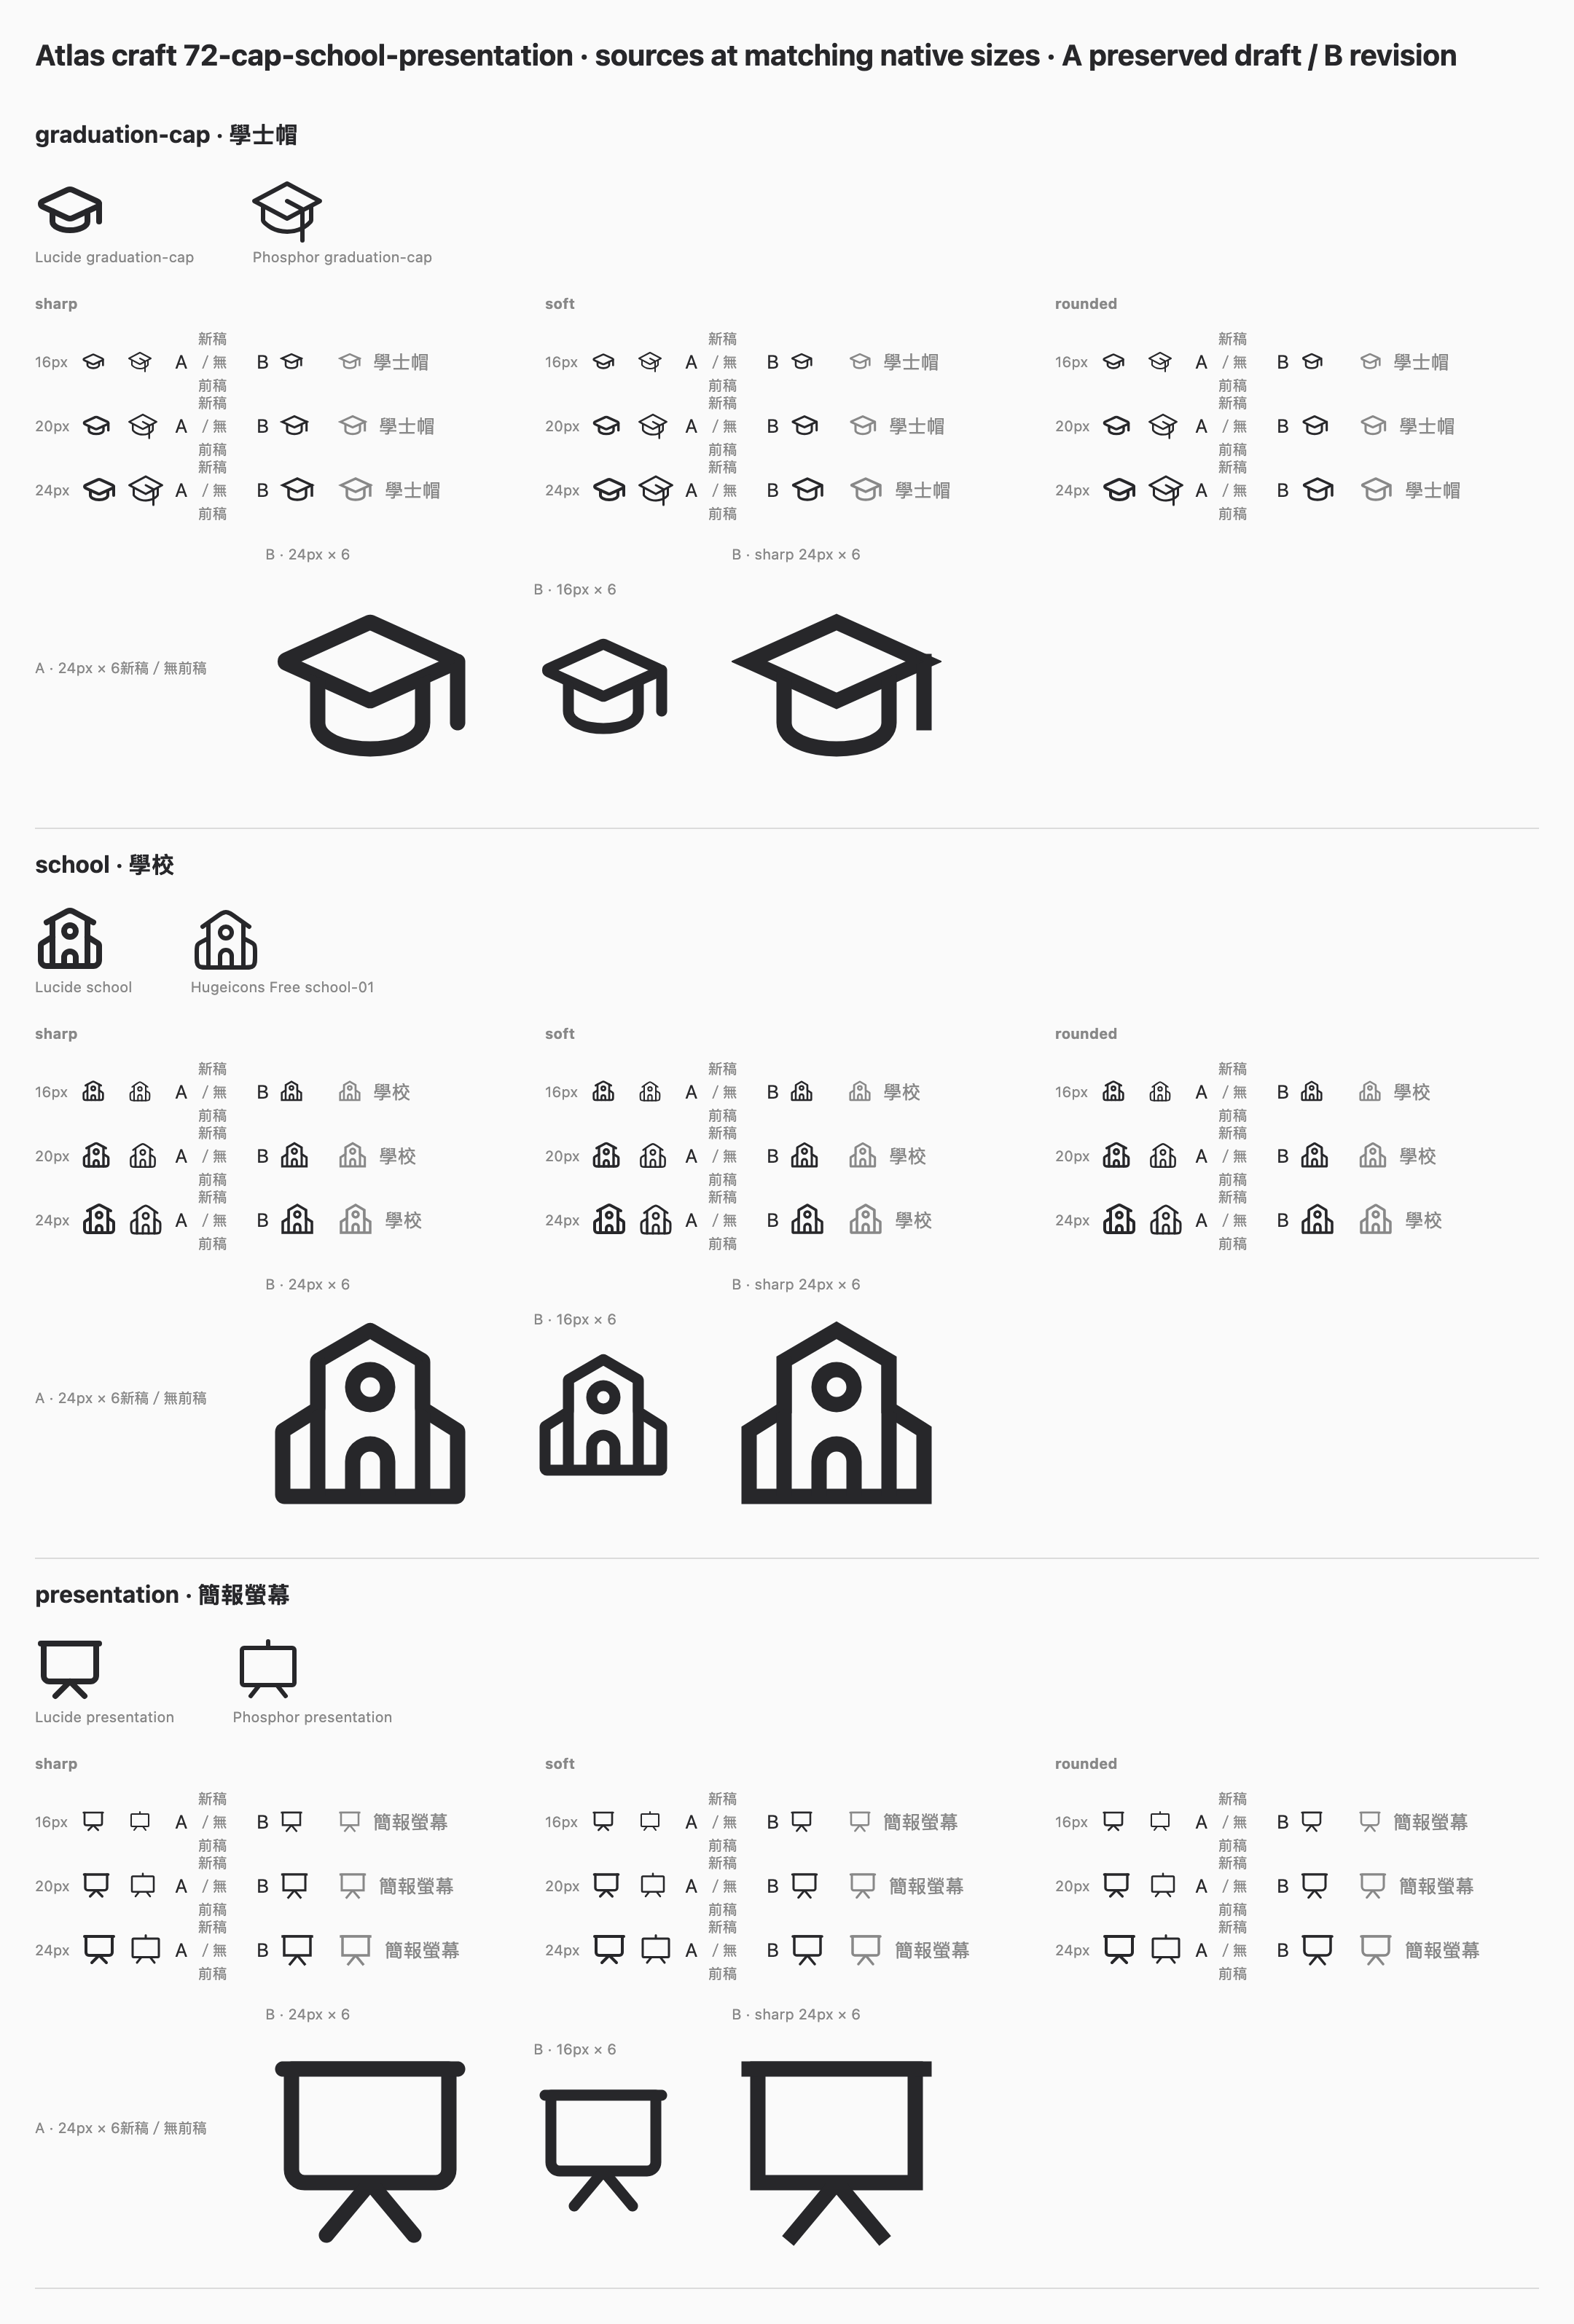 Atlas craft 72-cap-school-presentation · sources at matching native sizes · A preserved draft / B revision
graduation-cap · 學士帽
Lucide graduation-cap
Phosphor graduation-cap
sharp
soft
rounded
16px A 新稿 / 無前稿 B 學士帽
A 新稿 / 無前稿 B 學士帽
16px A 新稿 / 無前稿 B 學士帽
16px
20px A 新稿 / 無前稿 B 學士帽
20px A 新稿 / 無前稿 B 學士帽
20px A 新稿 / 無前稿 B 學士帽
24px A 新稿 / 無前稿 B 學士帽
24px A 新稿 / 無前稿 B 學士帽
24px A 新稿 / 無前稿 B 學士帽
A · 24px × 6新稿 / 無前稿
B · 24px × 6
B · 16px × 6
B · sharp 24px × 6
school · 學校
Lucide school
Hugeicons Free school-01
sharp
soft
rounded
16px A 新稿 / 無前稿 B 學校
16px A 新稿 / 無前稿 B 學校
16px A 新稿 / 無前稿 B 學校
20px A 新稿 / 無前稿 B 學校
20px A 新稿 / 無前稿 B 學校
20px A 新稿 / 無前稿 B 學校
24px A 新稿 / 無前稿 B 學校
24px A 新稿 / 無前稿 B 學校
24px A 新稿 / 無前稿 B 學校
A · 24px × 6新稿 / 無前稿
B · 24px × 6
B · 16px × 6
B · sharp 24px × 6
presentation · 簡報螢幕
Lucide presentation
Phosphor presentation
sharp
soft
rounded
16px A 新稿 / 無前稿 B 簡報螢幕
16px A 新稿 / 無前稿 B 簡報螢幕
16px A 新稿 / 無前稿 B 簡報螢幕
20px A 新稿 / 無前稿 B 簡報螢幕
20px A 新稿 / 無前稿 B 簡報螢幕
20px A 新稿 / 無前稿 B 簡報螢幕
24px A 新稿 / 無前稿 B 簡報螢幕
24px A 新稿 / 無前稿 B 簡報螢幕
24px A 新稿 / 無前稿 B 簡報螢幕
A · 24px × 6新稿 / 無前稿
B · 24px × 6
B · 16px × 6
B · sharp 24px × 6